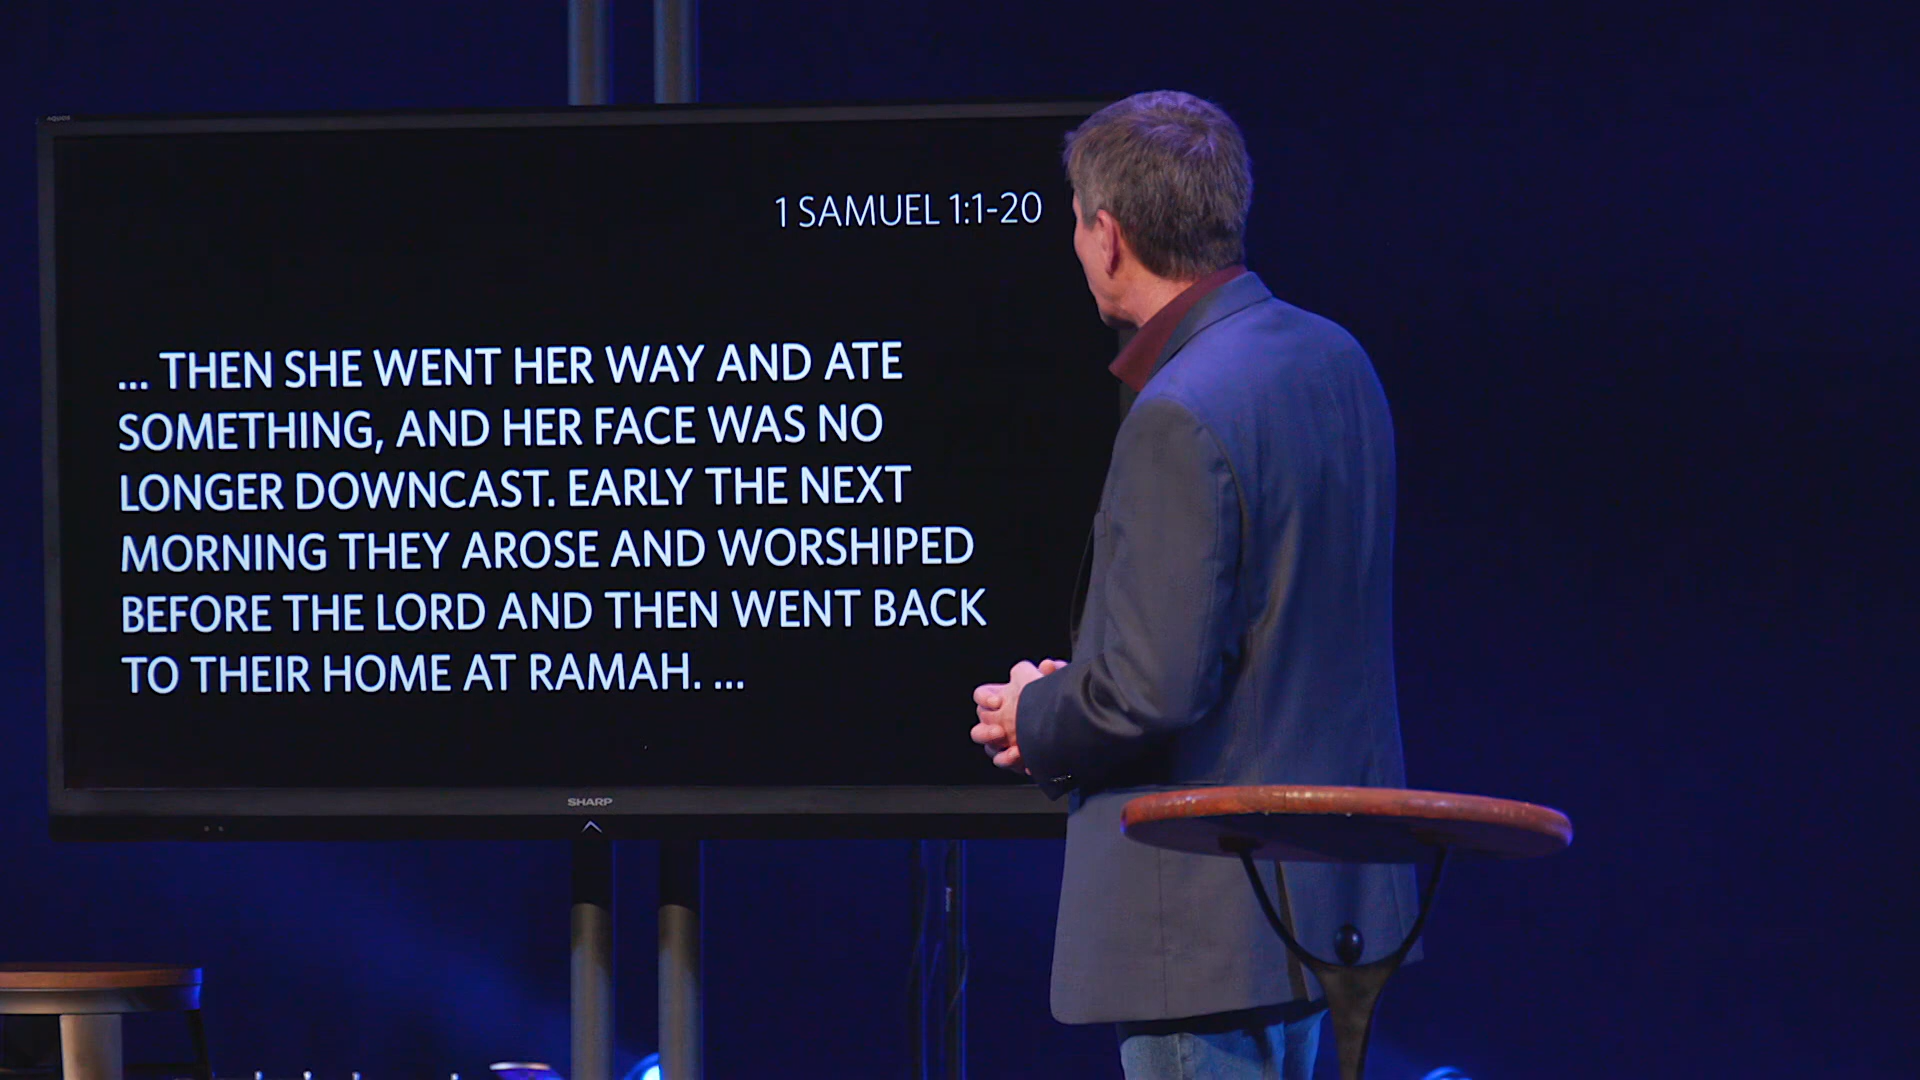 aquos
1 SAMUEL 1:1-20
... THEN SHE WENT HER WAY AND ATE
SOMETHING, AND HER FACE WAS NO
LONGER DOWNCAST. EARLY THE NEXT
MORNING THEY AROSE AND WORSHIPED
BEFORE THE LORD AND THEN WENT BACK
TO THEIR HOME AT RAMAH. ...
SHARP